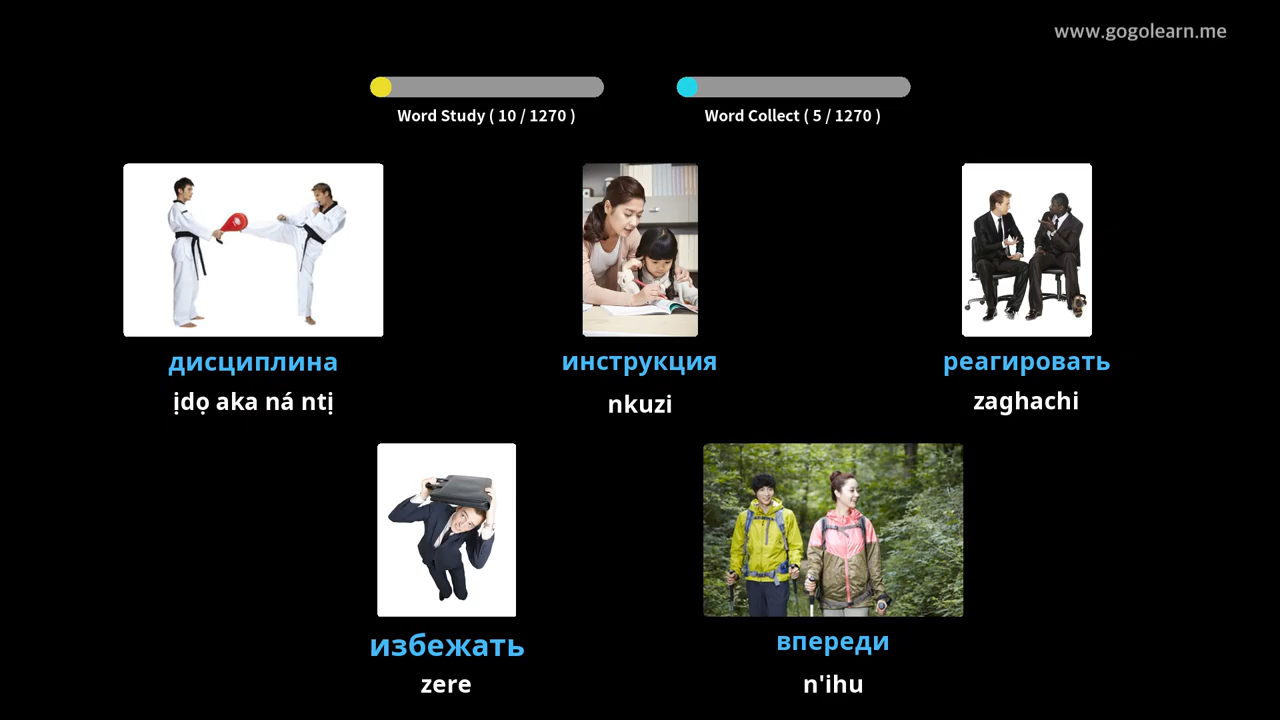 www.gogolearn.me
Word Study ( 10 / 1270 )
Word Collect ( 5 / 1270 )
дисциплина
ịdọ aka ná ntị
инструкция
nkuzi
реагировать
zaghachi
избежать
zere
впереди
n'ihu